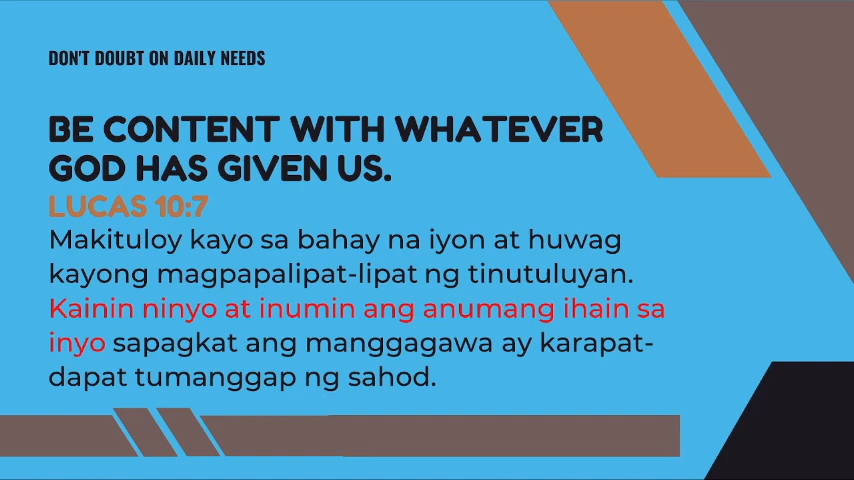 DON'T DOUBT ON DAILY NEEDS
BE CONTENT WITH WHATEVER
GOD HAS GIVEN US.
LUCAS 10:7
Makituloy kayo sa bahay na iyon at huwag
kayong magpapalipat-lipat ng tinutuluyan.
Kainin ninyo at inumin ang anumang ihain sa
inyo sapagkat ang manggagawa ay karapat-
dapat tumanggap ng sahod.